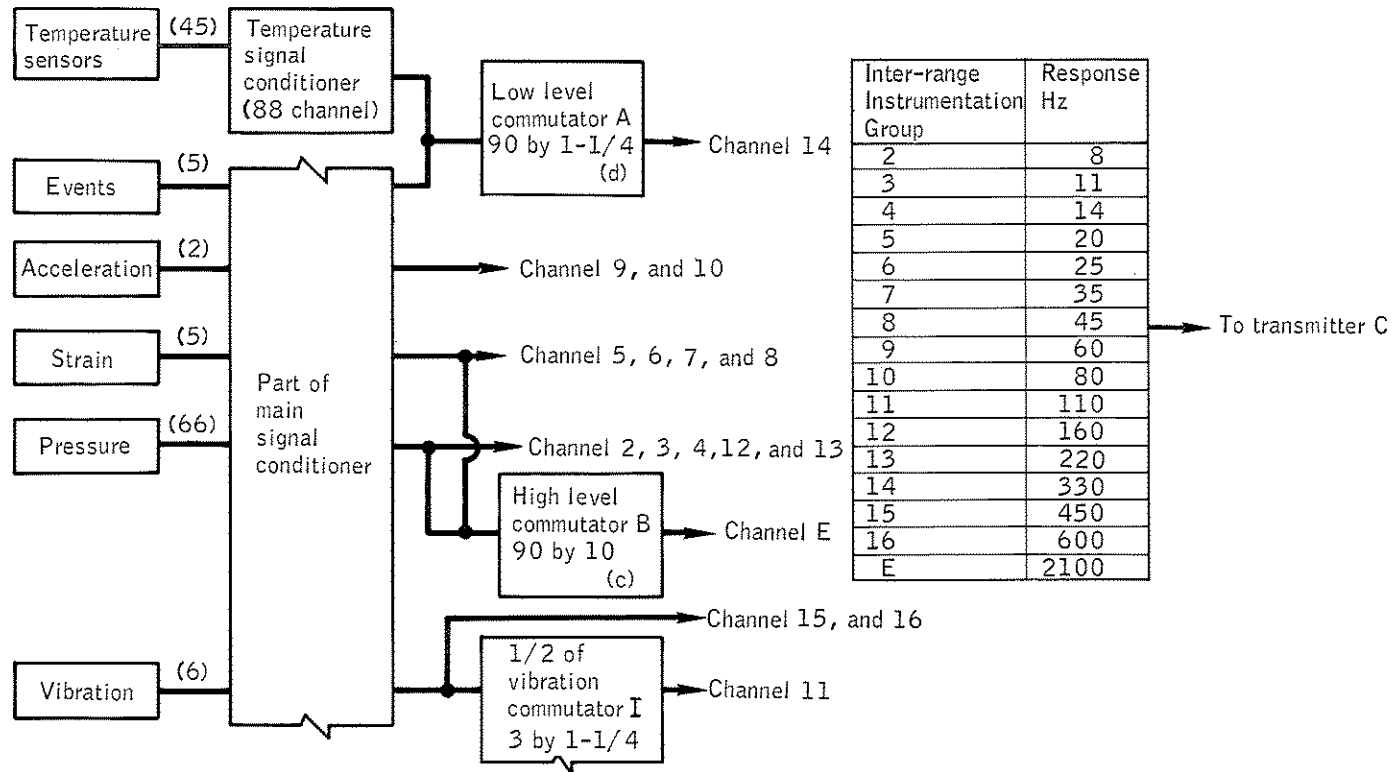 Temperature
sensors
(45)
Temperature
signal
conditioner
(88 channel)
Low level
commutator A
90 by 1-1/4
(d)
Channel 14
Events
(5)
Acceleration
(2)
Channel 9, and 10
Strain
(5)
Channel 5, 6, 7, and 8
Pressure
(66)
Part of
main
signal
conditioner
Channel 2, 3, 4,12, and 13
High level
commutator B
90 by 10
(c)
Channel E
Channel 15, and 16
Vibration
(6)
1/2 of
vibration
commutator I
3 by 1-1/4
Channel 11
Inter-range
Instrumentation
Group
Response
Hz
2 8
3 11
4 14
5 20
6 25
7 35
8 45
9 60
10 80
11 110
12 160
13 220
14 330
15 450
16 600
E 2100
To transmitter C